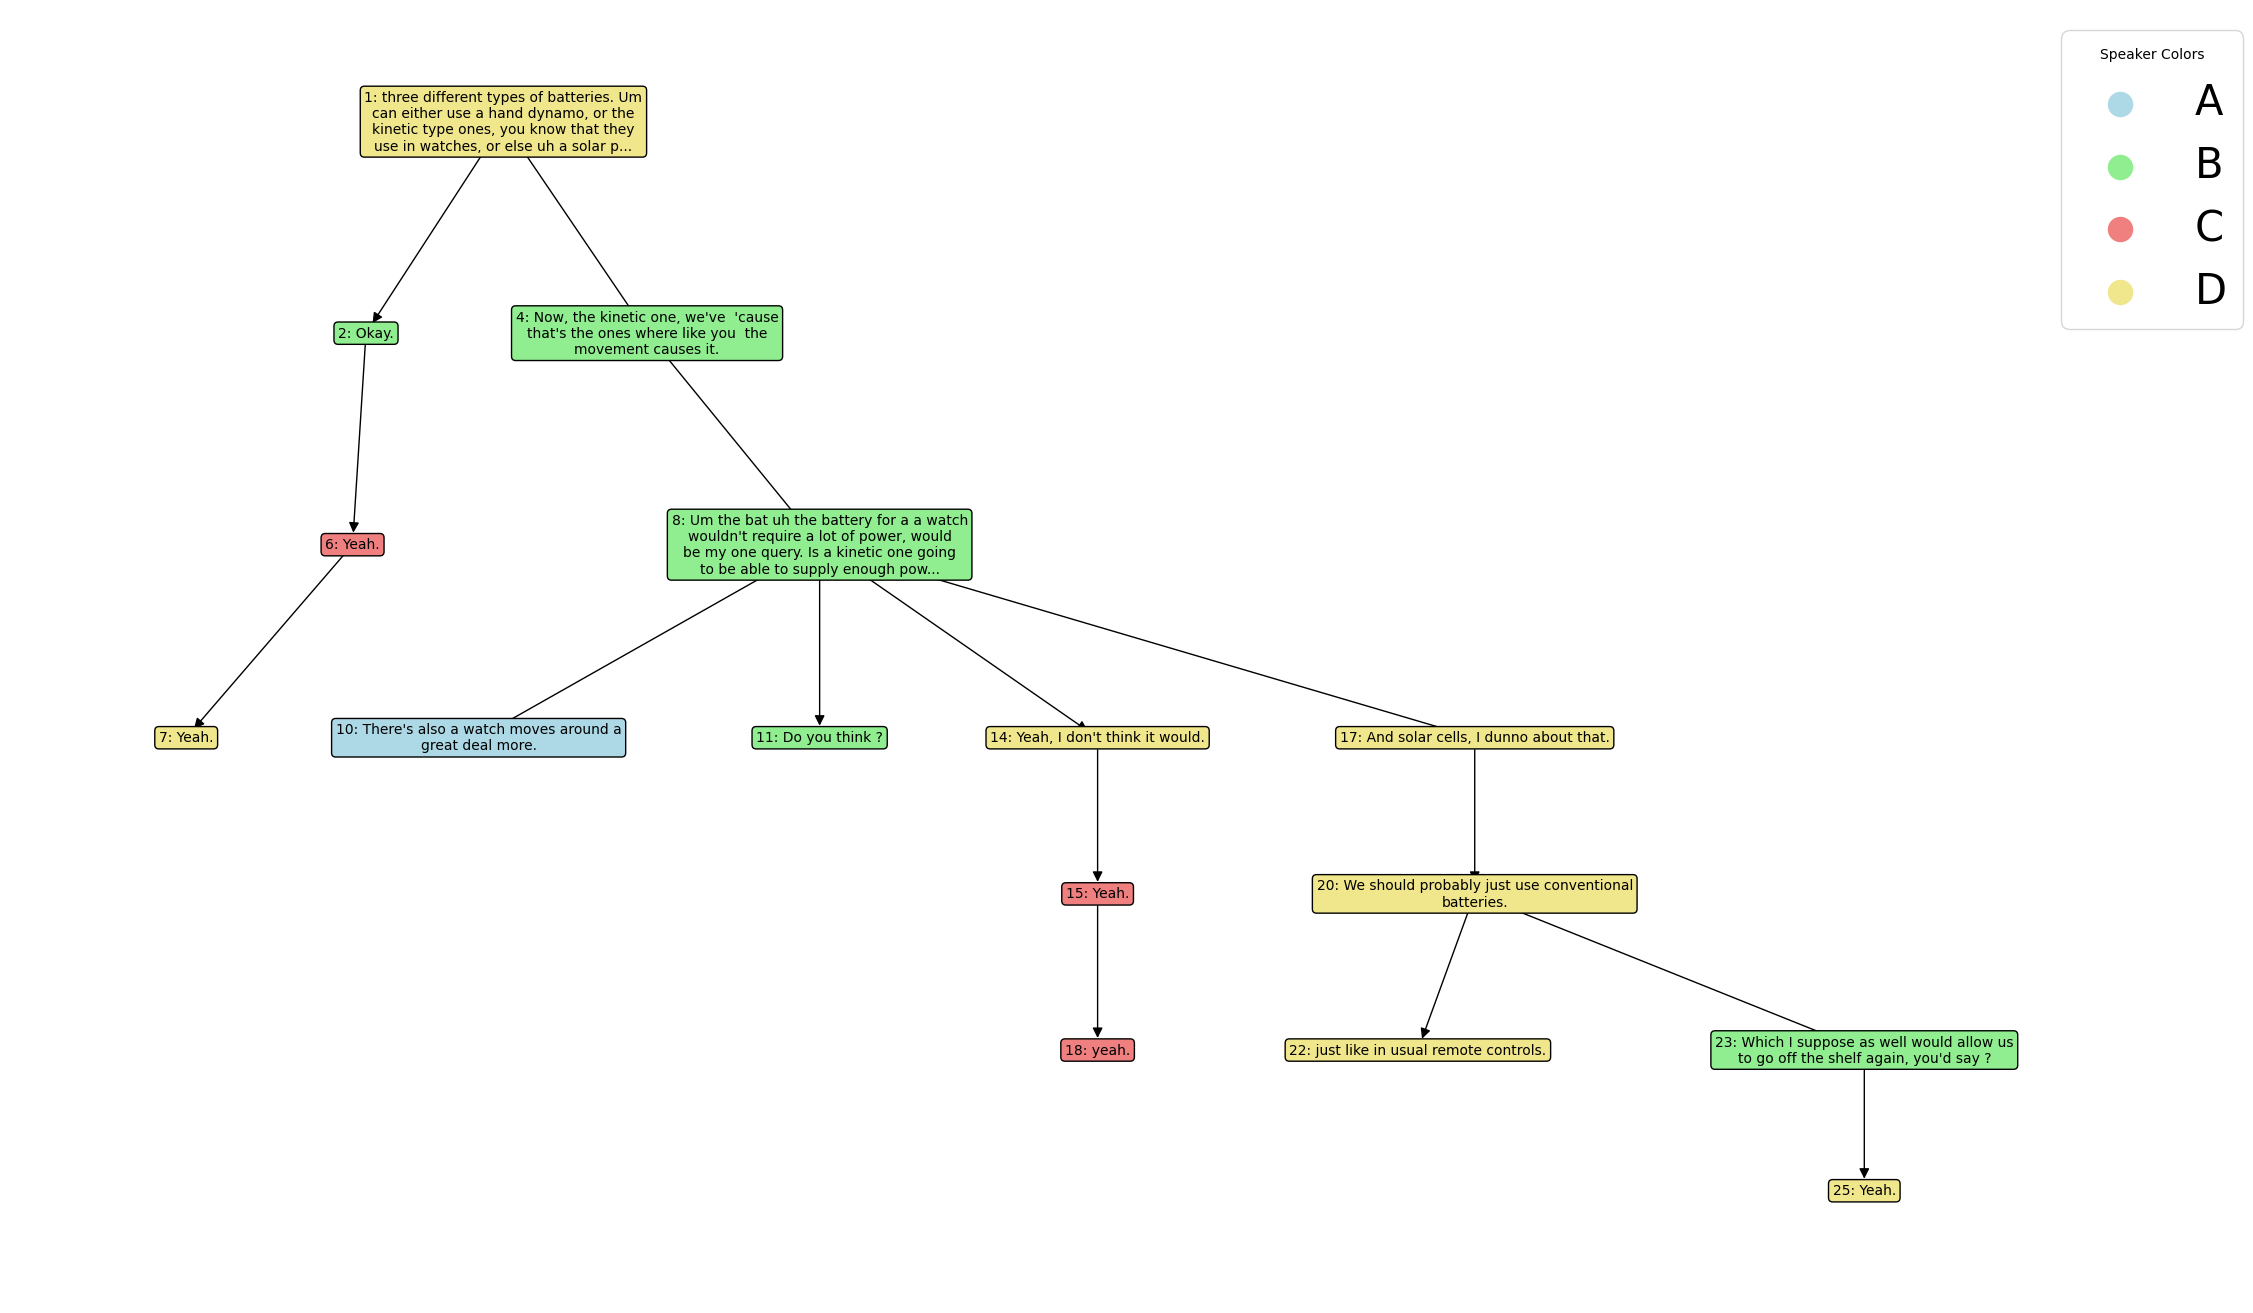 Speaker Colors
A
B
C
D
1: three different types of batteries. Um
can either use a hand dynamo, or the
kinetic type ones, you know that they
use in watches, or else uh a solar p...
2: Okay.
4: Now, the kinetic one, we've  'cause
that's the ones where like you  the
movement causes it.
6: Yeah.
8: Um the bat uh the battery for a a watch
wouldn't require a lot of power, would
be my one query. Is a kinetic one going
to be able to supply enough pow...
7: Yeah.
10: There's also a watch moves around a
great deal more.
11: Do you think ?
14: Yeah, I don't think it would.
17: And solar cells, I dunno about that.
15: Yeah.
20: We should probably just use conventional
batteries.
18: yeah.
22: just like in usual remote controls.
23: Which I suppose as well would allow us
to go off the shelf again, you'd say ?
25: Yeah.